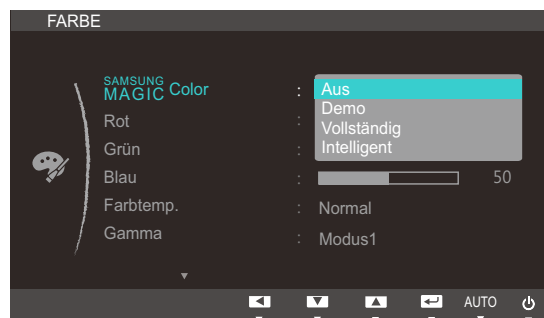 FARBE
SAMSUNG MAGIC Color : Aus
Demo
Rot :
Vollständig
Grün : Intelligent
Blau : 50
Farbtemp. : Normal
Gamma : Modus1
AUTO